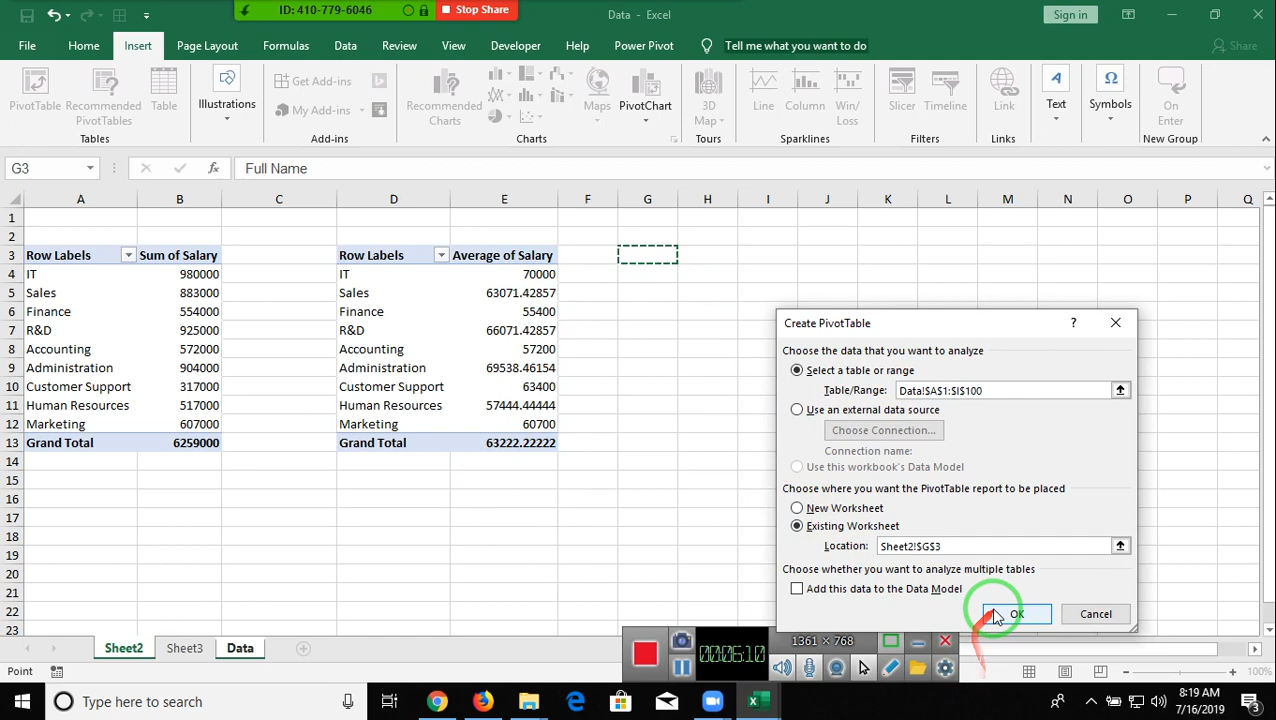 ID: 410-779-6046
Stop Share
Data - Excel
Sign in
File
Home
Insert
Page Layout
Formulas
Data
Review
View
Developer
Help
Power Pivot
Tell me what you want to do
Share
PivotTable
Recommended PivotTables
Table
Tables
Illustrations
Get Add-ins
My Add-ins
Add-ins
Recommended Charts
Maps
PivotChart
Charts
3D Map
Tours
Line
Column
Win/Loss
Sparklines
Slicer
Timeline
Filters
Link
Links
Text
Symbols
On Enter
New Group
G3
fx
Full Name
A B C D E F G H I J K L M N O P Q
1
2
3 Row Labels Sum of Salary Row Labels Average of Salary
4 IT 980000 IT 70000
5 Sales 883000 Sales 63071.42857
6 Finance 554000 Finance 55400
7 R&D 925000 R&D 66071.42857
8 Accounting 572000 Accounting 57200
9 Administration 904000 Administration 69538.46154
10 Customer Support 317000 Customer Support 63400
11 Human Resources 517000 Human Resources 57444.44444
12 Marketing 607000 Marketing 60700
13 Grand Total 6259000 Grand Total 63222.22222
14
15
16
17
18
19
20
21
22
23
Create PivotTable
?
Choose the data that you want to analyze
Select a table or range
Table/Range: Data!$A$1:$I$100
Use an external data source
Choose Connection...
Connection name:
Use this workbook's Data Model
Choose where you want the PivotTable report to be placed
New Worksheet
Existing Worksheet
Location: Sheet2!$G$3
Choose whether you want to analyze multiple tables
Add this data to the Data Model
OK
Cancel
Sheet2
Sheet3
Data
00:06:10
1361 × 768
Point
100%
Type here to search
8:19 AM
7/16/2019
3